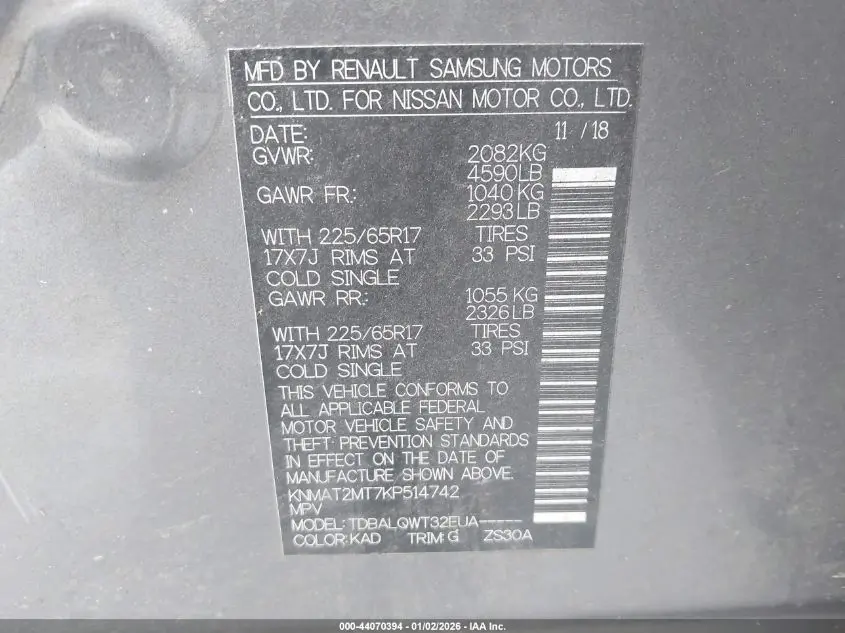 MFD BY RENAULT SAMSUNG MOTORS
CO., LTD. FOR NISSAN MOTOR CO., LTD.
DATE: 11 / 18
GVWR: 2082KG
4590LB
GAWR FR: 1040 KG
2293 LB
WITH 225/65R17 TIRES
17X7J RIMS AT 33 PSI
COLD SINGLE
GAWR RR: 1055 KG
2326 LB
WITH 225/65R17 TIRES
17X7J RIMS AT 33 PSI
COLD SINGLE
THIS VEHICLE CONFORMS TO
ALL APPLICABLE FEDERAL
MOTOR VEHICLE SAFETY AND
THEFT PREVENTION STANDARDS
IN EFFECT ON THE DATE OF
MANUFACTURE SHOWN ABOVE.
KNMAT2MT7KP514742
MPV
MODEL: TDBALQWT32EUA-----
COLOR: KAD TRIM: G ZS30A
000-44070394 - 01/02/2026 - IAA Inc.